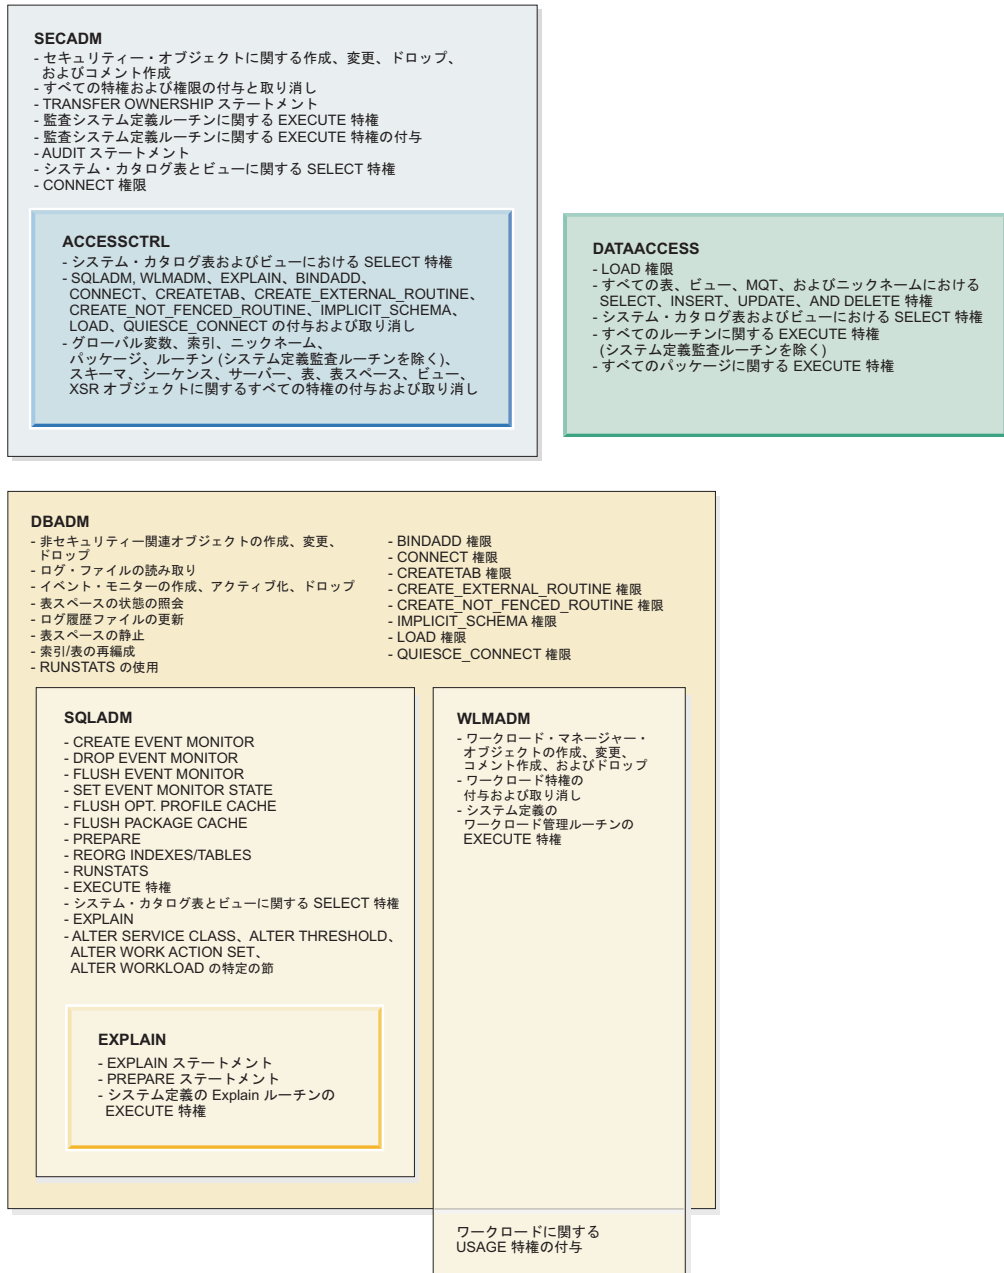 SECADM
- セキュリティー・オブジェクトに関する作成、変更、ドロップ、
およびコメント作成
- すべての特権および権限の付与と取り消し
- TRANSFER OWNERSHIP ステートメント
- 監査システム定義ルーチンに関する EXECUTE 特権
- 監査システム定義ルーチンに関する EXECUTE 特権の付与
- AUDIT ステートメント
- システム・カタログ表とビューに関する SELECT 特権
- CONNECT 権限
ACCESSCTRL
- システム・カタログ表およびビューにおける SELECT 特権
- SQLADM, WLMADM、EXPLAIN、BINDADD、
CONNECT、CREATETAB、CREATE_EXTERNAL_ROUTINE、
CREATE_NOT_FENCED_ROUTINE、IMPLICIT_SCHEMA、
LOAD、QUIESCE_CONNECT の付与および取り消し
- グローバル変数、索引、ニックネーム、
パッケージ、ルーチン (システム定義監査ルーチンを除く)、
スキーマ、シーケンス、サーバー、表、表スペース、ビュー、
XSR オブジェクトに関するすべての特権の付与および取り消し
DATAACCESS
- LOAD 権限
- すべての表、ビュー、MQT、およびニックネームにおける
SELECT、INSERT、UPDATE、AND DELETE 特権
- システム・カタログ表およびビューにおける SELECT 特権
- すべてのルーチンに関する EXECUTE 特権
(システム定義監査ルーチンを除く)
- すべてのパッケージに関する EXECUTE 特権
DBADM
- 非セキュリティー関連オブジェクトの作成、変更、
ドロップ
- ログ・ファイルの読み取り
- イベント・モニターの作成、アクティブ化、ドロップ
- 表スペースの状態の照会
- ログ履歴ファイルの更新
- 表スペースの静止
- 索引/表の再編成
- RUNSTATS の使用
- BINDADD 権限
- CONNECT 権限
- CREATETAB 権限
- CREATE_EXTERNAL_ROUTINE 権限
- CREATE_NOT_FENCED_ROUTINE 権限
- IMPLICIT_SCHEMA 権限
- LOAD 権限
- QUIESCE_CONNECT 権限
SQLADM
- CREATE EVENT MONITOR
- DROP EVENT MONITOR
- FLUSH EVENT MONITOR
- SET EVENT MONITOR STATE
- FLUSH OPT. PROFILE CACHE
- FLUSH PACKAGE CACHE
- PREPARE
- REORG INDEXES/TABLES
- RUNSTATS
- EXECUTE 特権
- システム・カタログ表とビューに関する SELECT 特権
- EXPLAIN
- ALTER SERVICE CLASS、ALTER THRESHOLD、
ALTER WORK ACTION SET、
ALTER WORKLOAD の特定の節
EXPLAIN
- EXPLAIN ステートメント
- PREPARE ステートメント
- システム定義の Explain ルーチンの
EXECUTE 特権
WLMADM
- ワークロード・マネージャー・
オブジェクトの作成、変更、
コメント作成、およびドロップ
- ワークロード特権の
付与および取り消し
- システム定義の
ワークロード管理ルーチンの
EXECUTE 特権
ワークロードに関する
USAGE 特権の付与